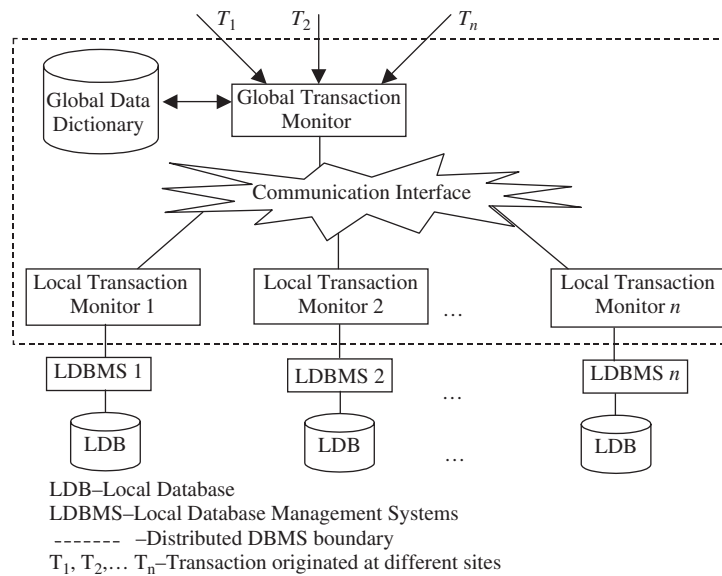 T1 T2 Tn
Global Data
Dictionary
Global Transaction
Monitor
Communication Interface
Local Transaction
Monitor 1
Local Transaction
Monitor 2
...
Local Transaction
Monitor n
LDBMS 1
LDBMS 2
...
LDBMS n
LDB
LDB
...
LDB
LDB–Local Database
LDBMS–Local Database Management Systems
------- –Distributed DBMS boundary
T1, T2,... Tn–Transaction originated at different sites